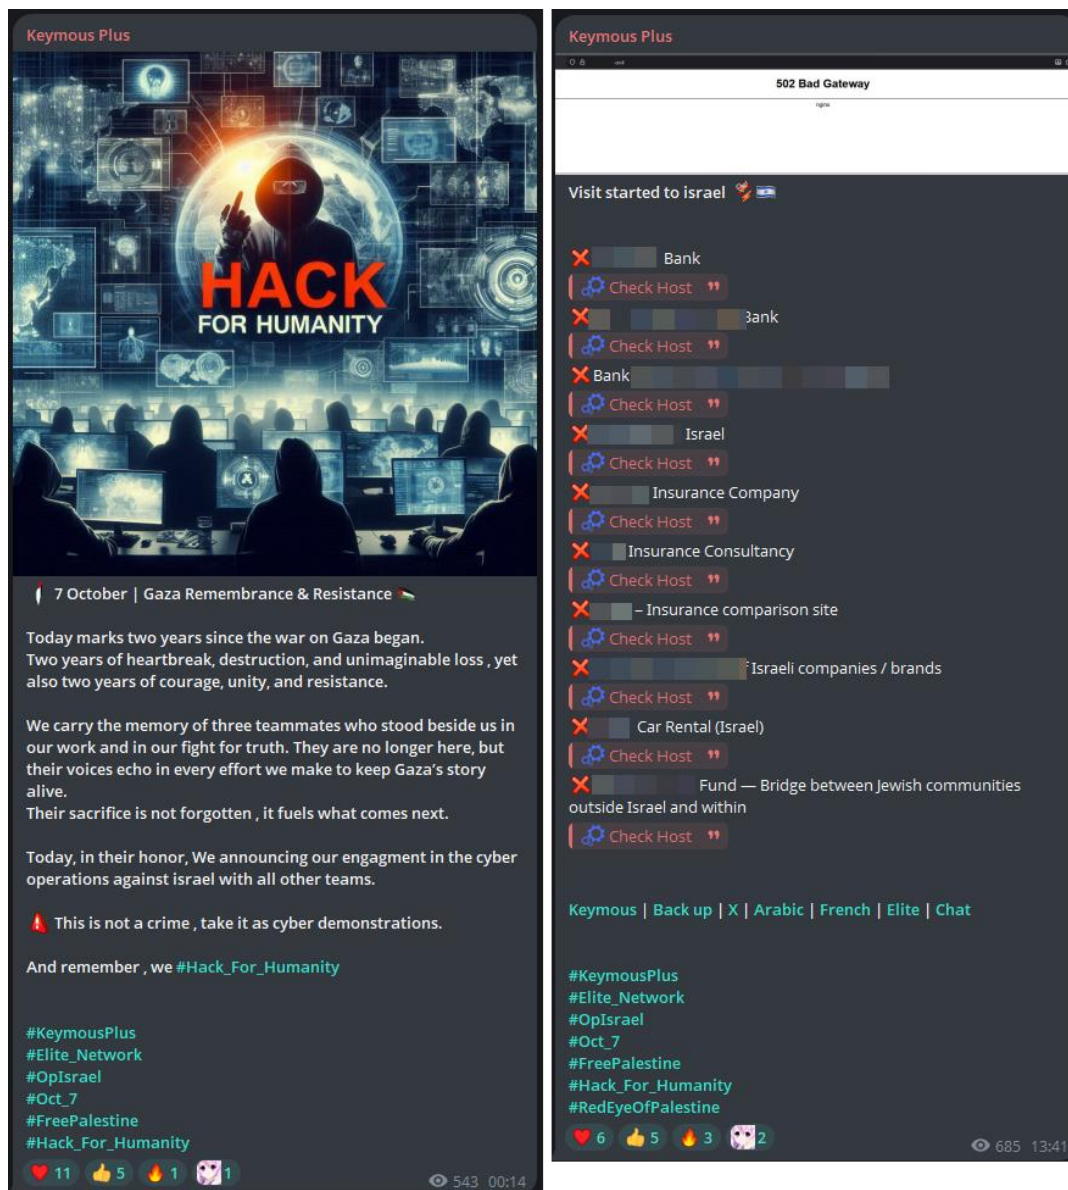 Keymous Plus
HACK
FOR HUMANITY
7 October | Gaza Remembrance & Resistance
Today marks two years since the war on Gaza began.
Two years of heartbreak, destruction, and unimaginable loss , yet
also two years of courage, unity, and resistance.
We carry the memory of three teammates who stood beside us in
our work and in our fight for truth. They are no longer here, but
their voices echo in every effort we make to keep Gaza's story
alive.
Their sacrifice is not forgotten , it fuels what comes next.
Today, in their honor, We announcing our engagment in the cyber
operations against israel with all other teams.
This is not a crime , take it as cyber demonstrations.
And remember , we #Hack_For_Humanity
#KeymousPlus
#Elite_Network
#OpIsrael
#Oct_7
#FreePalestine
#Hack_For_Humanity
11 5 1 1
543 00:14
Keymous Plus
502 Bad Gateway
nginx
Visit started to israel
Bank
Check Host
Bank
Check Host
Bank
Check Host
Israel
Check Host
Insurance Company
Check Host
Insurance Consultancy
Check Host
– Insurance comparison site
Check Host
Israeli companies / brands
Check Host
Car Rental (Israel)
Check Host
Fund — Bridge between Jewish communities
outside Israel and within
Check Host
Keymous | Back up | X | Arabic | French | Elite | Chat
#KeymousPlus
#Elite_Network
#OpIsrael
#Oct_7
#FreePalestine
#Hack_For_Humanity
#RedEyeOfPalestine
6 5 3 2
685 13:41